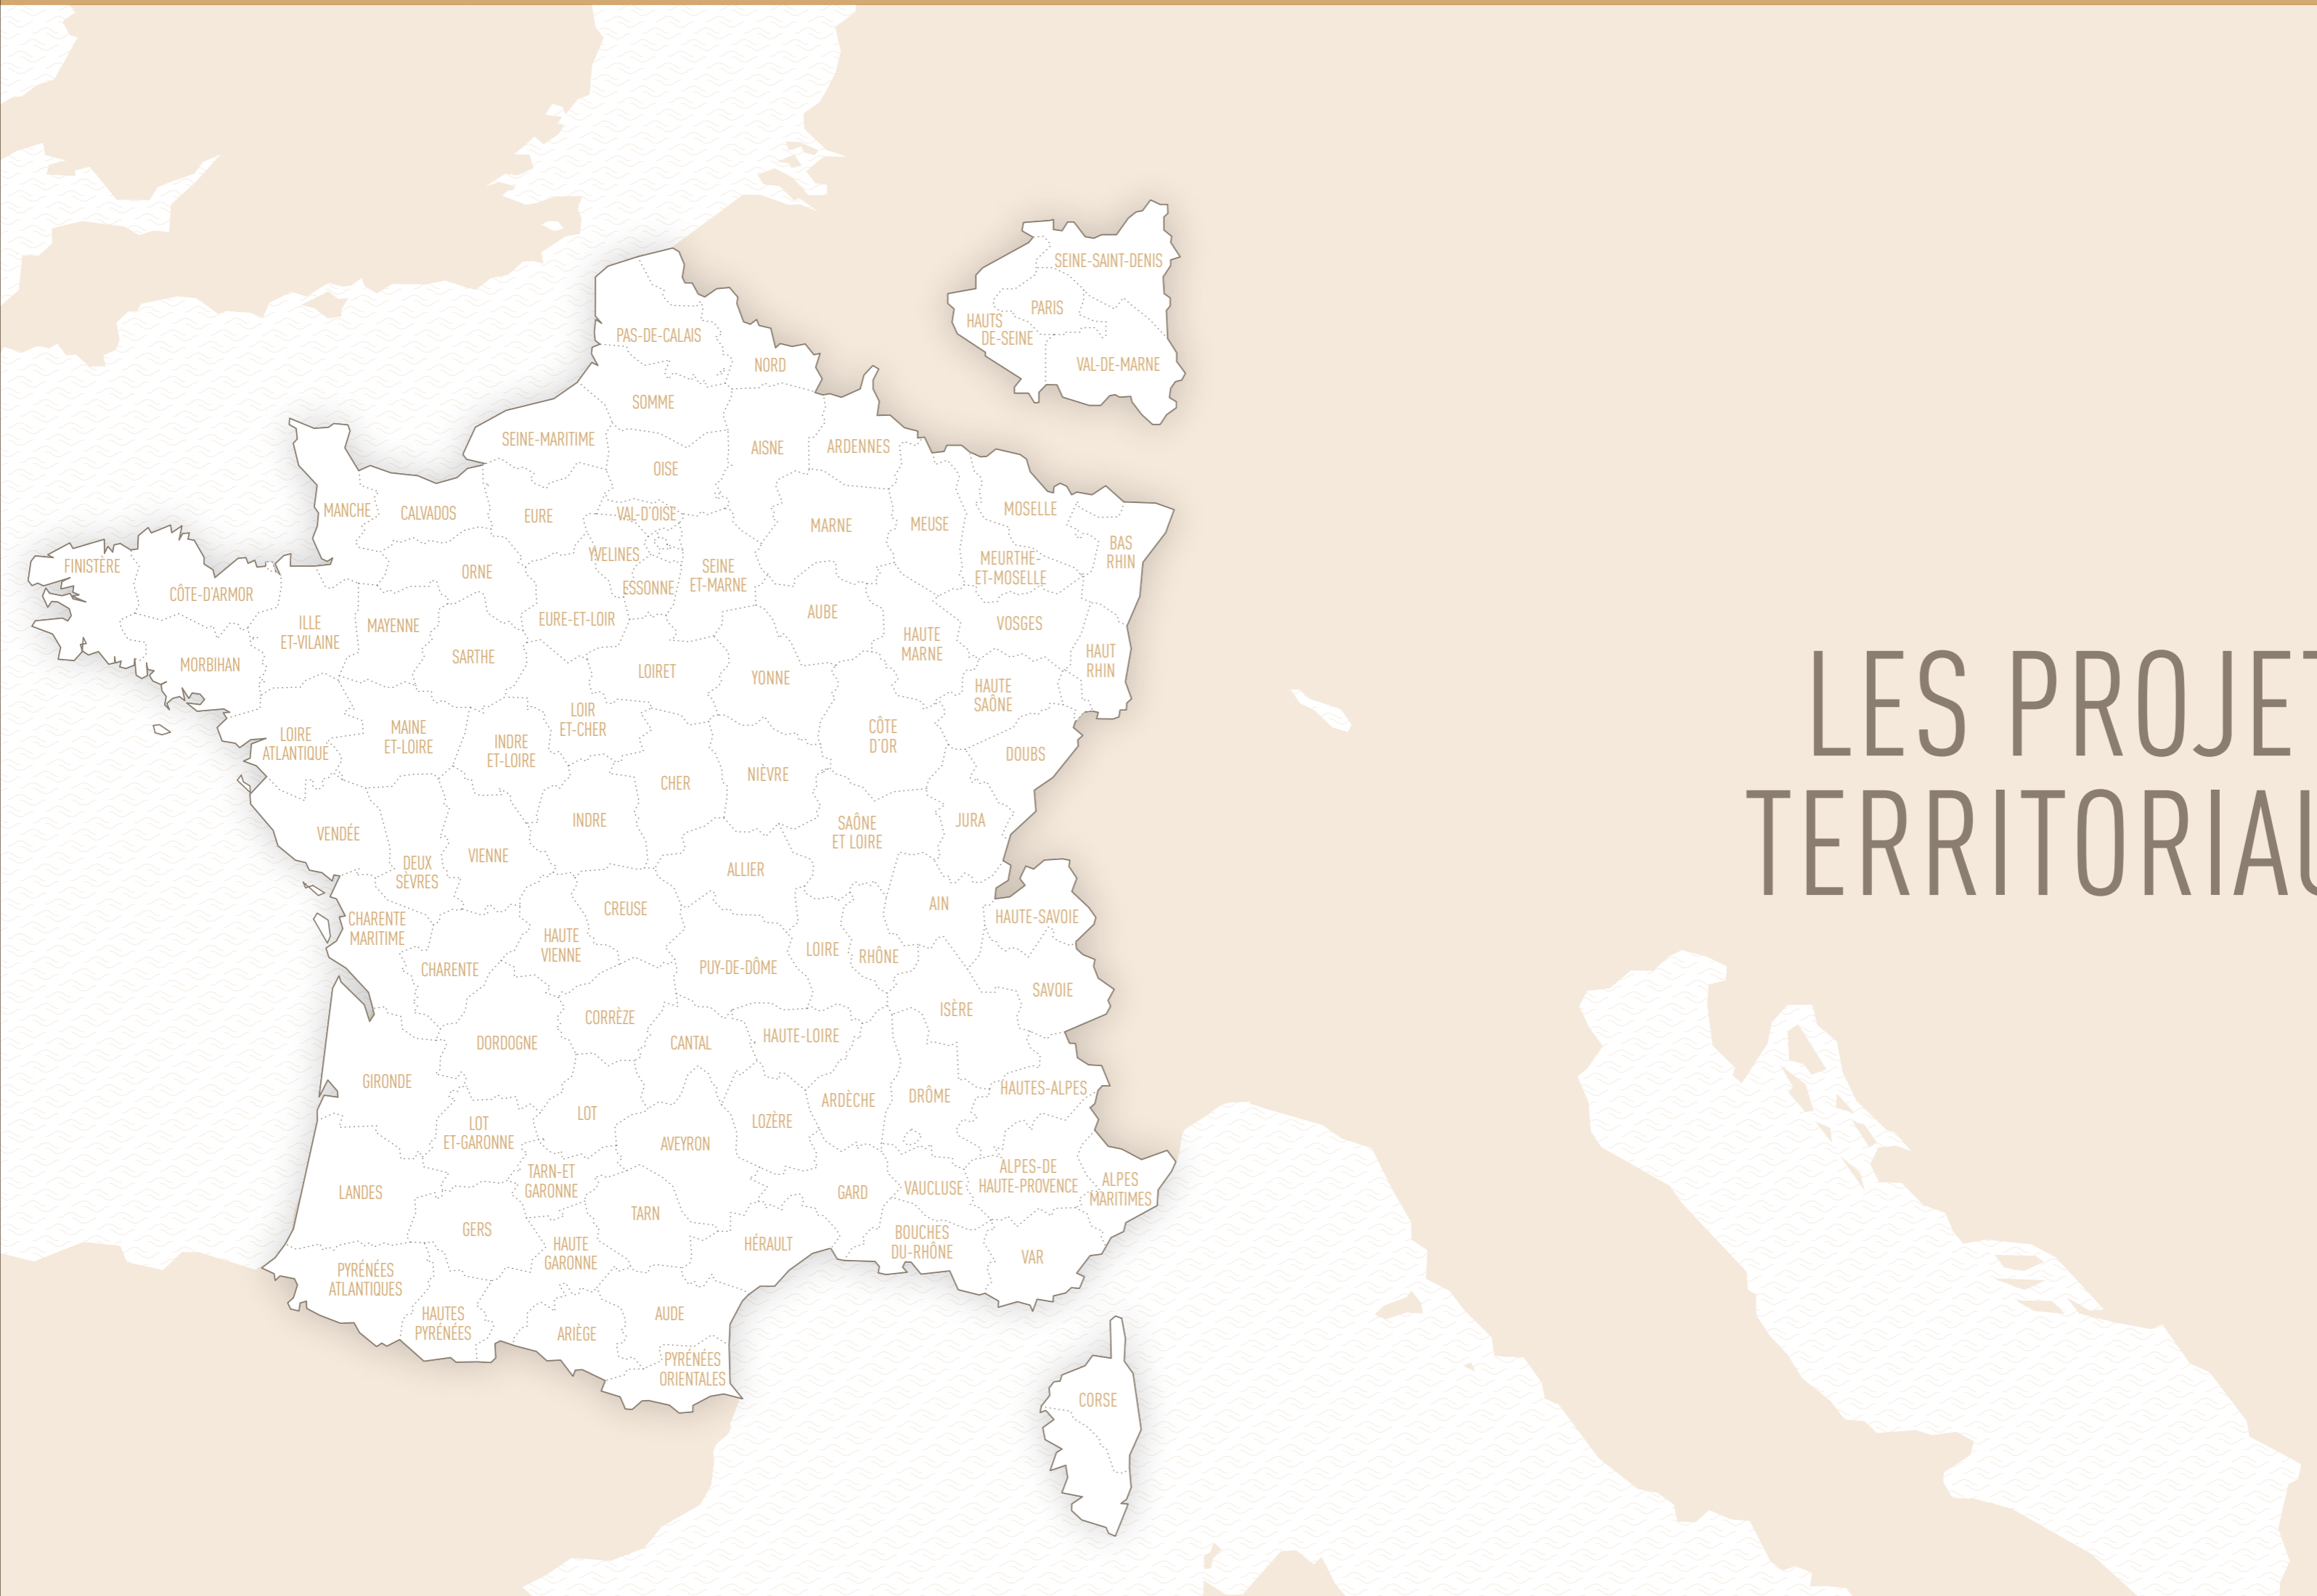 SEINE-SAINT-DENIS
PARIS
HAUTS
DE-SEINE
VAL-DE-MARNE
PAS-DE-CALAIS
NORD
SOMME
SEINE-MARITIME
OISE
AISNE
ARDENNES
MANCHE
CALVADOS
EURE
VAL-D'OISE
YVELINES
ESSONNE
SEINE
ET-MARNE
MARNE
MEUSE
MOSELLE
MEURTHE-
ET-MOSELLE
BAS
RHIN
FINISTÈRE
CÔTE-D'ARMOR
MORBIHAN
ILLE
ET-VILAINE
MAYENNE
ORNE
SARTHE
EURE-ET-LOIR
LOIRET
YONNE
AUBE
HAUTE
MARNE
VOSGES
HAUT
RHIN
HAUTE
SAÔNE
LES PROJET
TERRITORIAU
LOIRE
ATLANTIQUE
MAINE
ET-LOIRE
INDRE
ET-LOIRE
LOIR
ET-CHER
CHER
NIÈVRE
CÔTE
D'OR
DOUBS
JURA
VENDÉE
DEUX
SÈVRES
VIENNE
INDRE
ALLIER
SAÔNE
ET LOIRE
CHARENTE
MARITIME
CHARENTE
HAUTE
VIENNE
CREUSE
PUY-DE-DÔME
LOIRE
RHÔNE
AIN
HAUTE-SAVOIE
SAVOIE
ISÈRE
CORRÈZE
DORDOGNE
CANTAL
HAUTE-LOIRE
GIRONDE
LOT
ET-GARONNE
LOT
AVEYRON
LOZÈRE
ARDÈCHE
DRÔME
HAUTES-ALPES
LANDES
GERS
TARN-ET
GARONNE
TARN
GARD
VAUCLUSE
ALPES-DE
HAUTE-PROVENCE
ALPES
MARITIMES
PYRÉNÉES
ATLANTIQUES
HAUTES
PYRÉNÉES
HAUTE
GARONNE
ARIÈGE
HÉRAULT
BOUCHES
DU-RHÔNE
VAR
AUDE
PYRÉNÉES
ORIENTALES
CORSE